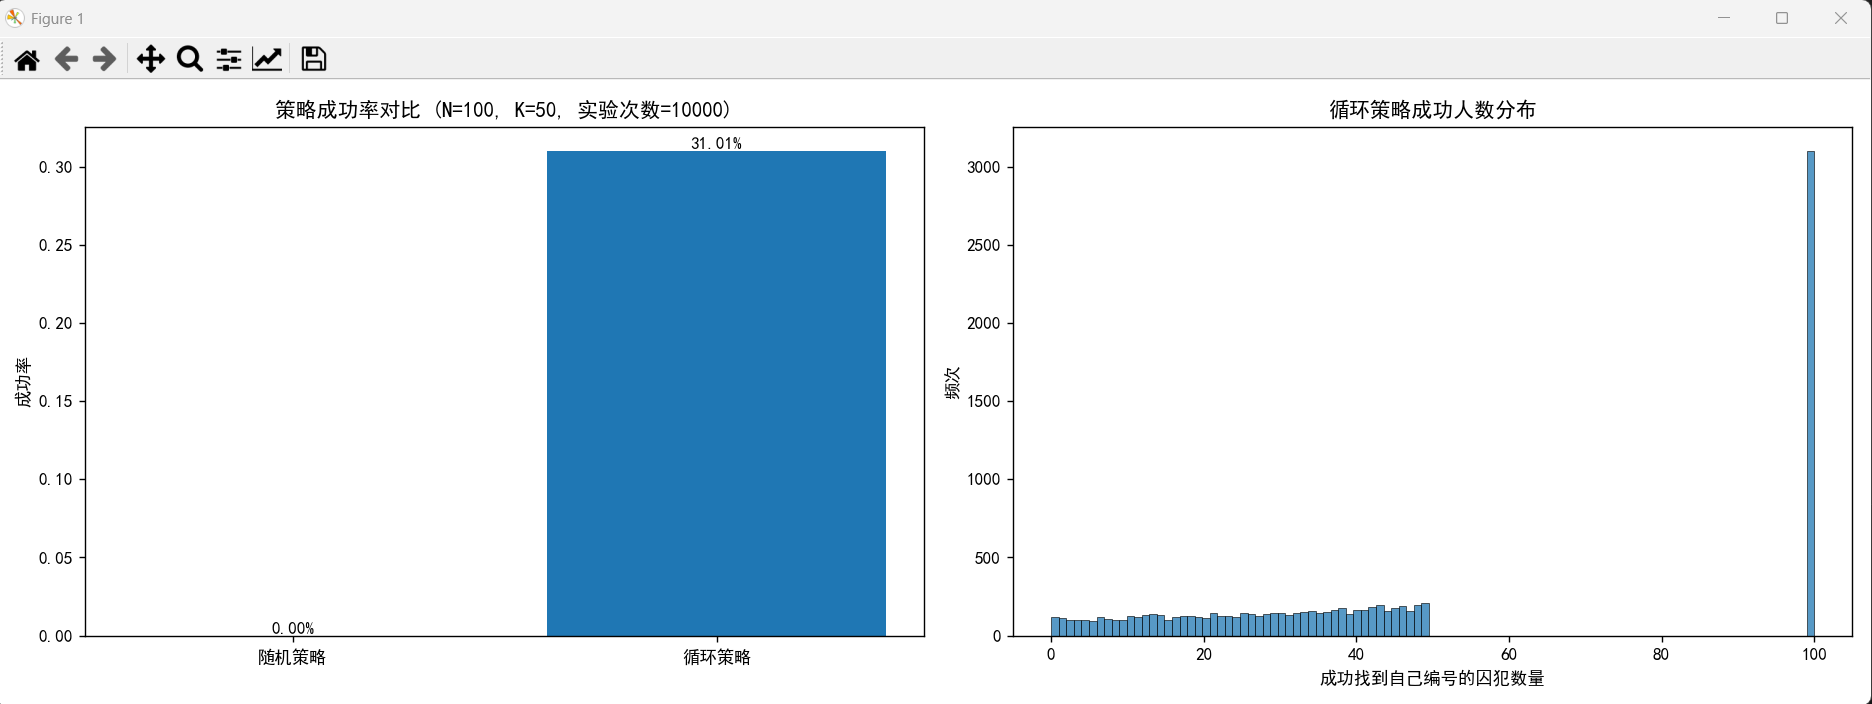 Figure 1
策略成功率对比 (N=100, K=50, 实验次数=10000)
31.01%
0.30
0.25
0.20
0.15
0.10
0.05
0.00
成功率
0.00%
随机策略
循环策略
循环策略成功人数分布
3000
2500
2000
1500
1000
500
0
频次
0 20 40 60 80 100
成功找到自己编号的囚犯数量